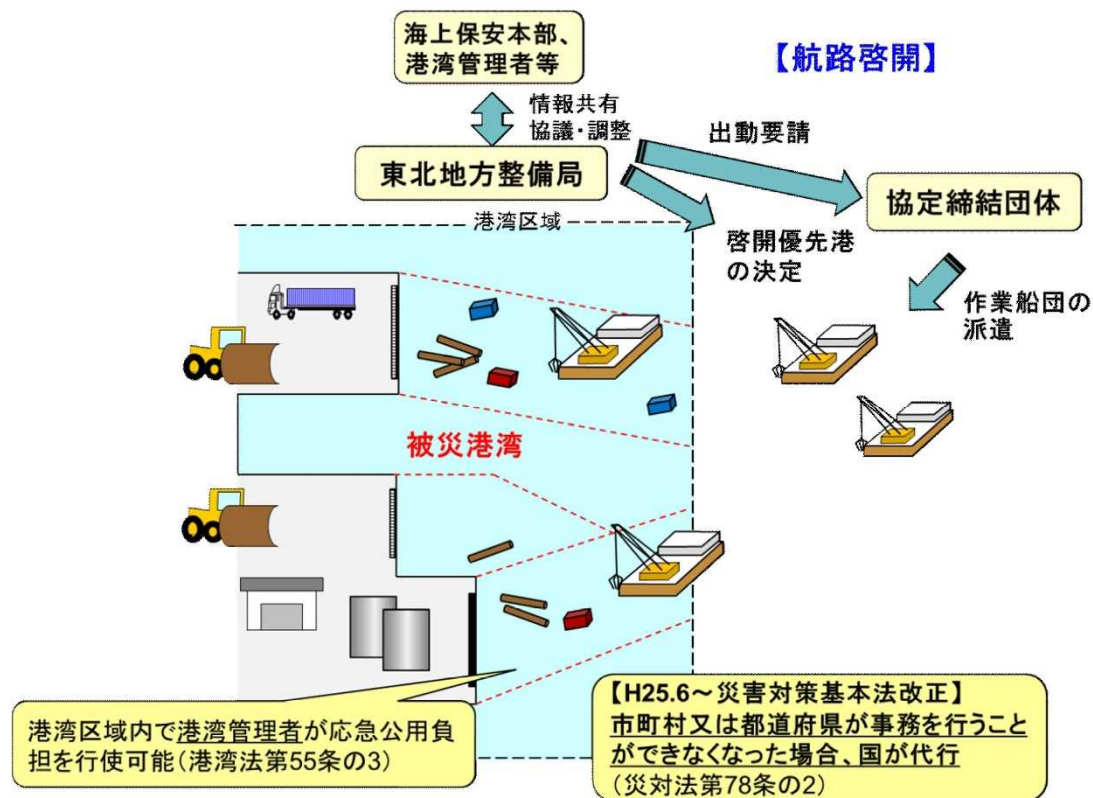 海上保安本部、
港湾管理者等
【航路啓開】
情報共有
協議・調整
出動要請
東北地方整備局
協定締結団体
港湾区域
啓開優先港
の決定
作業船団の
派遣
被災港湾
港湾区域内で港湾管理者が応急公用負
担を行使可能(港湾法第55条の3)
【H25.6~災害対策基本法改正】
市町村又は都道府県が事務を行うこと
ができなくなった場合、国が代行
(災対法第78条の2)